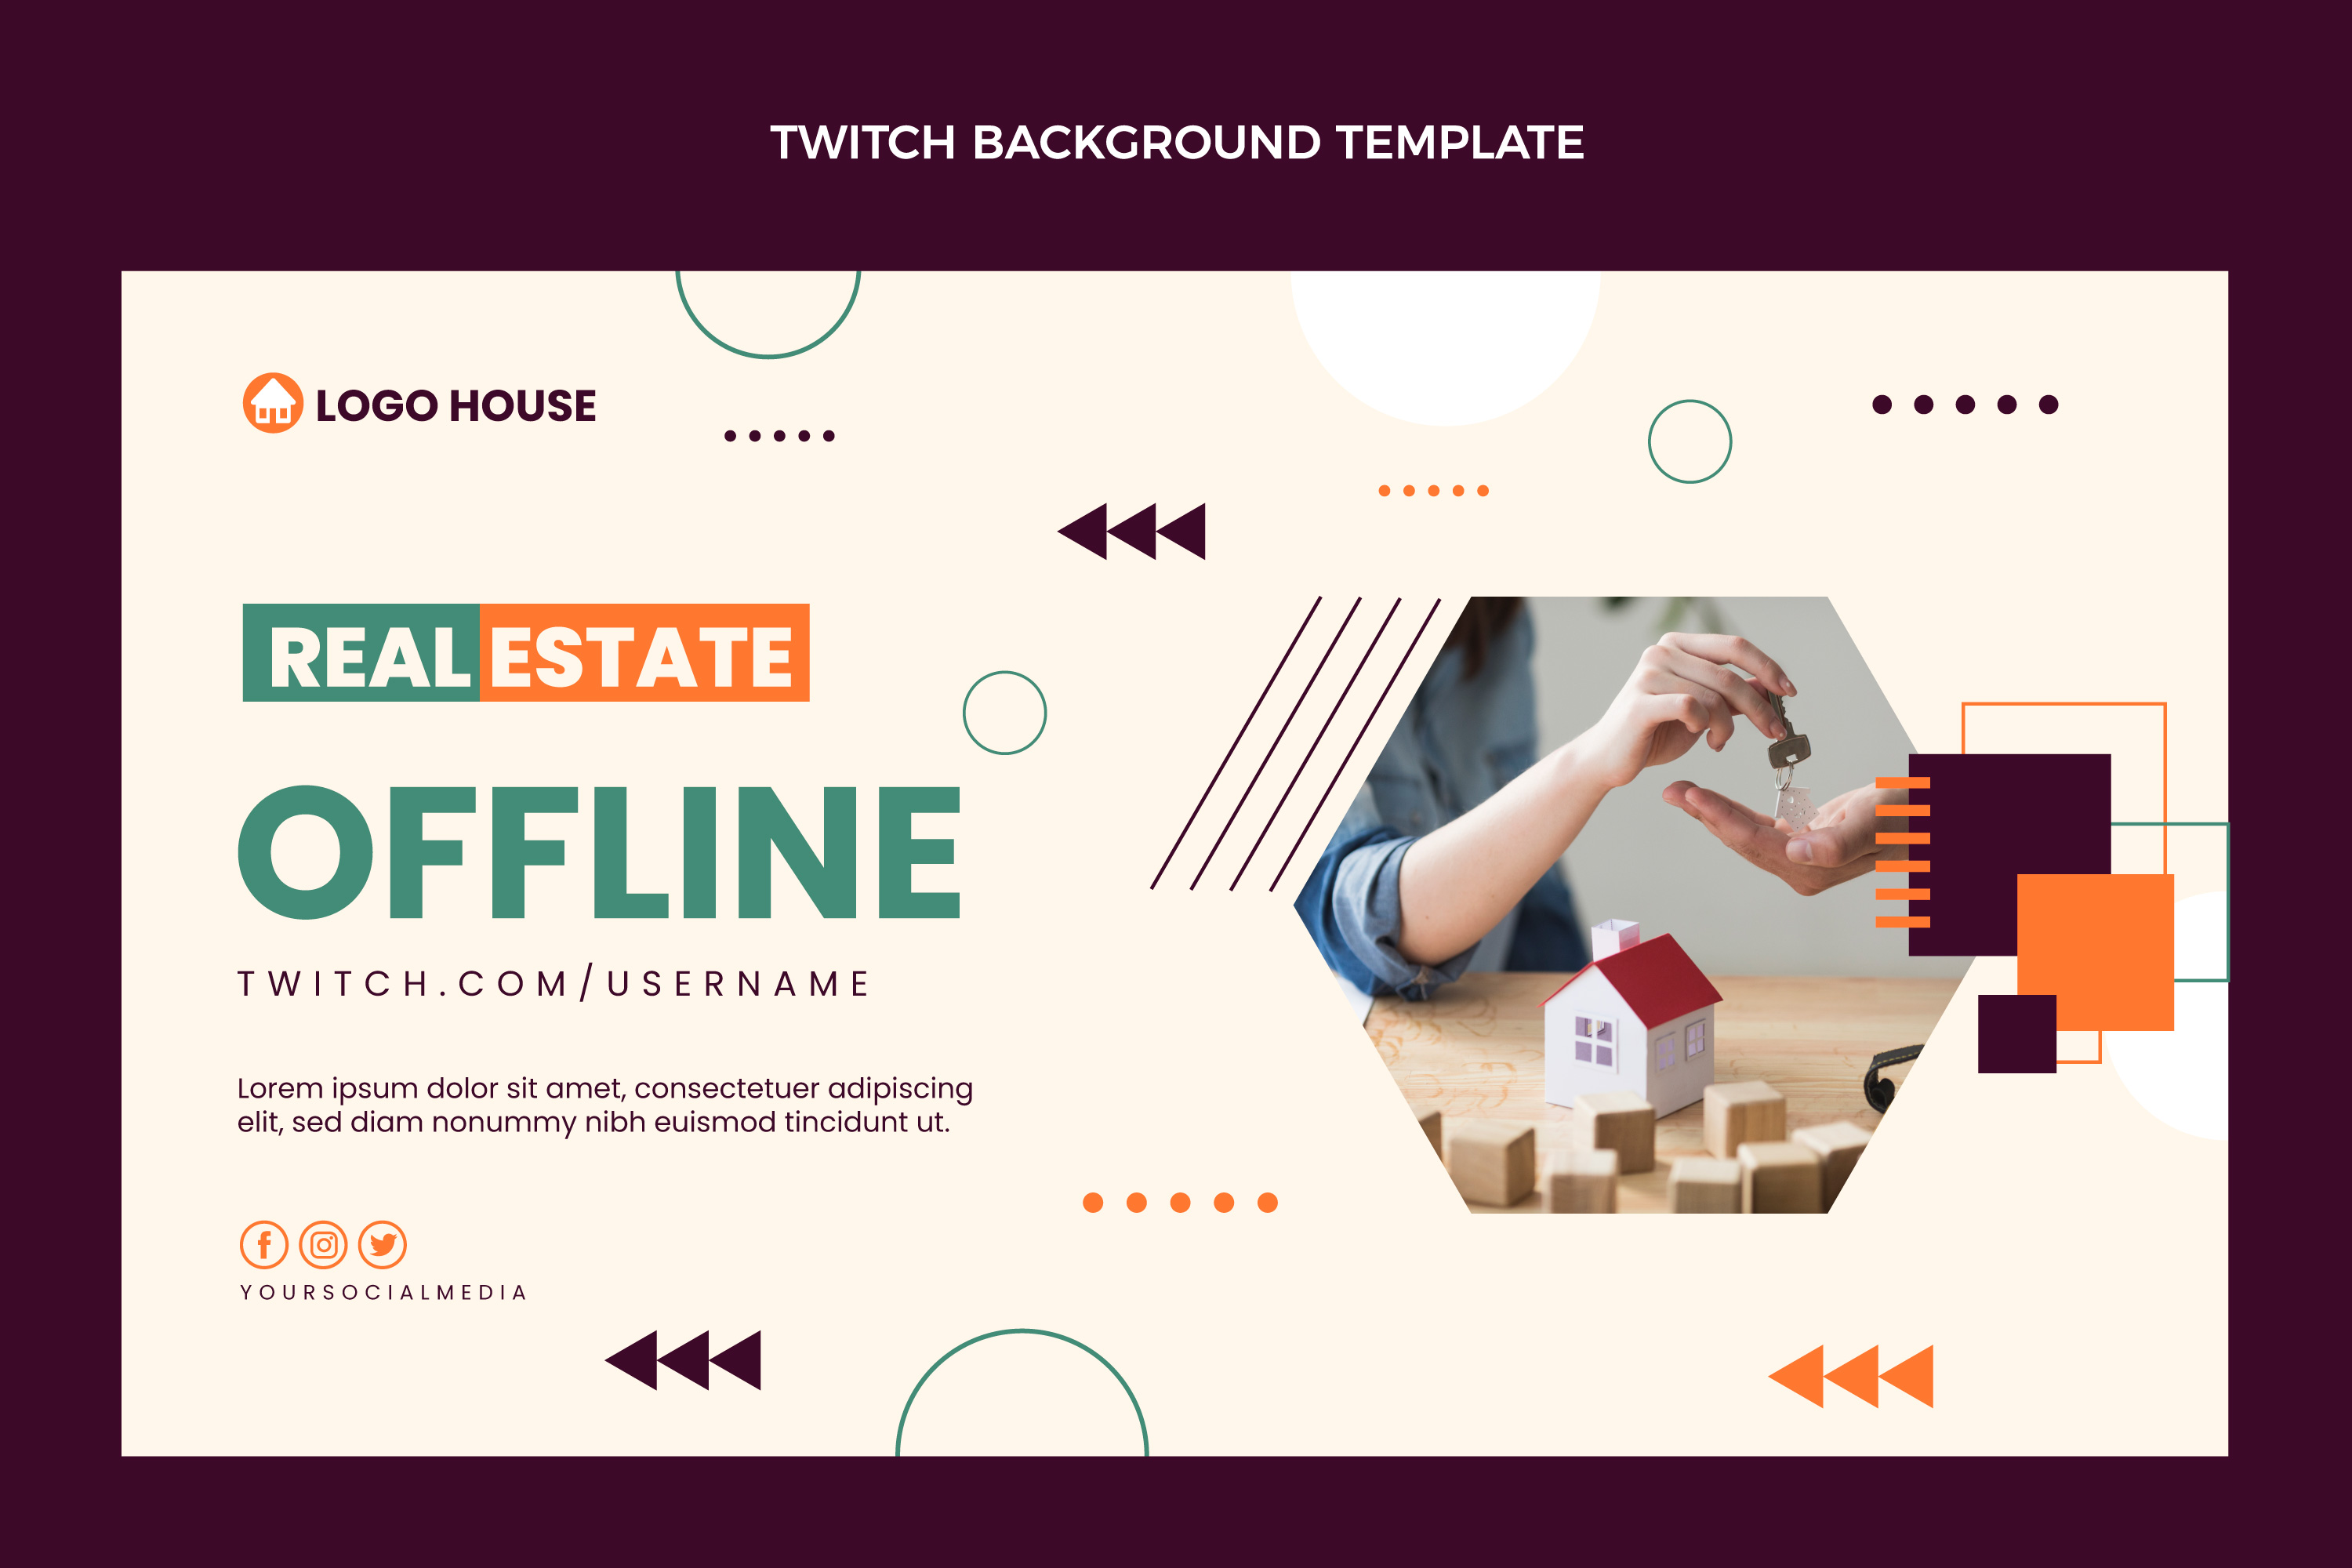 TWITCH BACKGROUND TEMPLATE
LOGO HOUSE
REAL ESTATE
OFFLINE
TWITCH.COM/USERNAME
Lorem ipsum dolor sit amet, consectetuer adipiscing
elit, sed diam nonummy nibh euismod tincidunt ut.
YOURSOCIALMEDIA